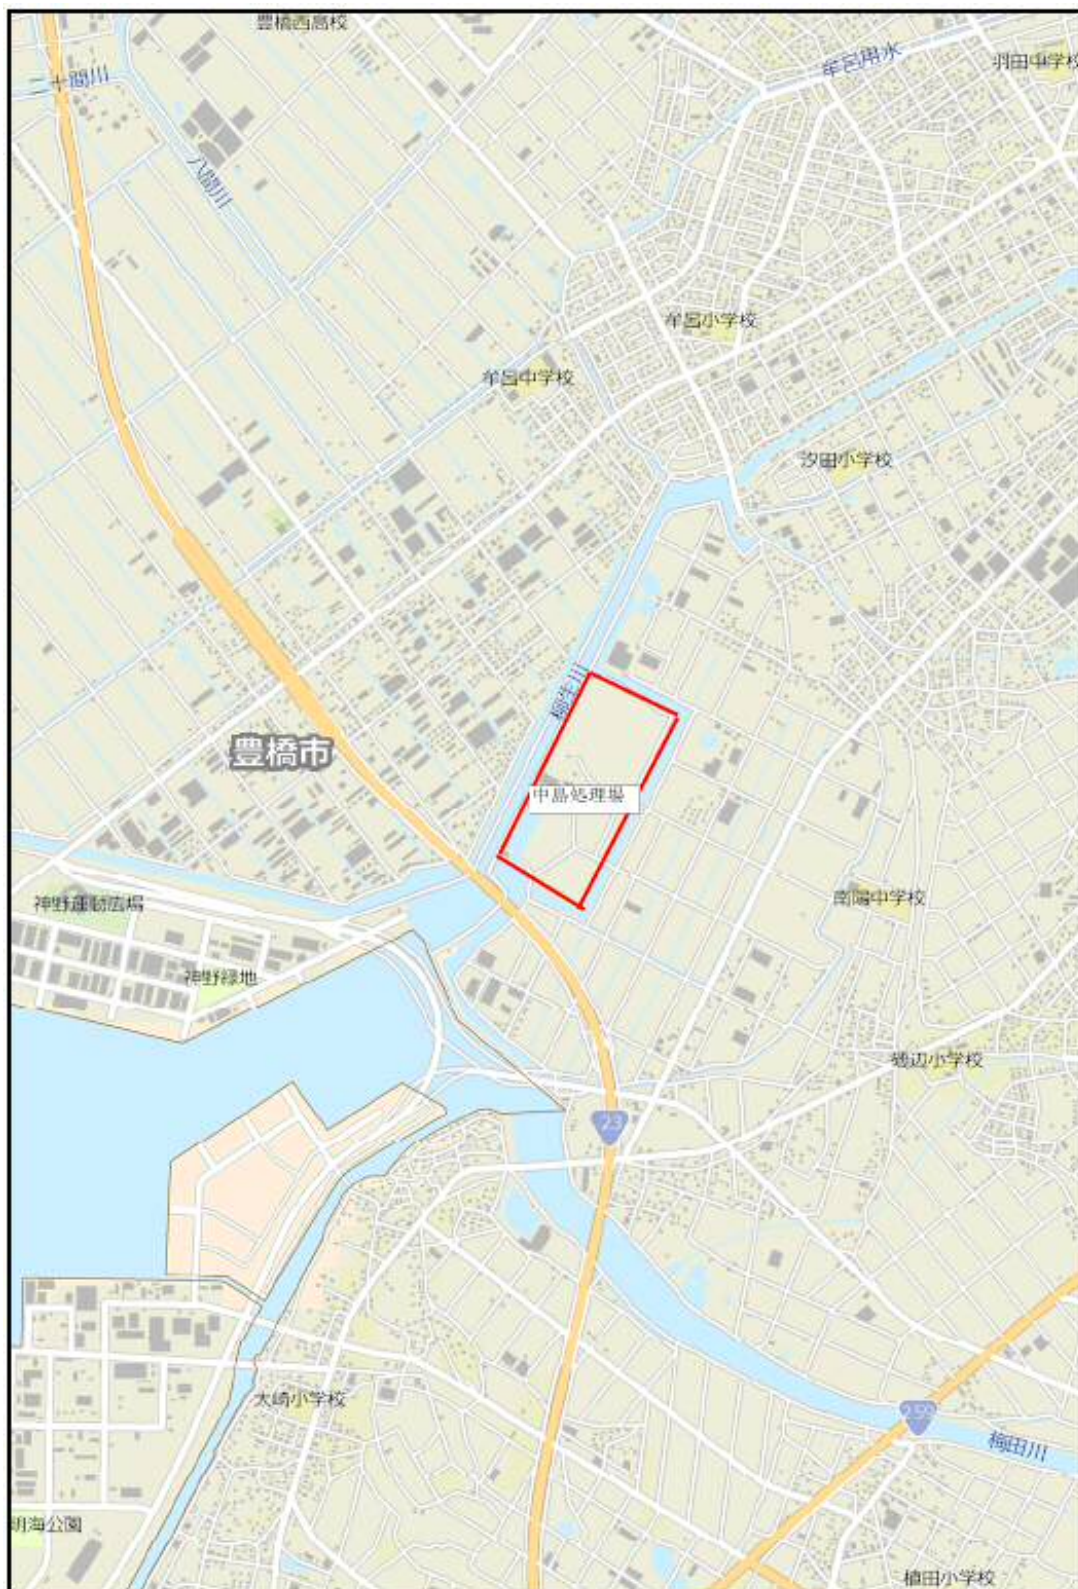 豊橋西高校
牟呂用水
羽田中学校
二十間川
八間川
牟呂小学校
牟呂中学校
汐田小学校
柳生川
豊橋市
中島処理場
神野運動広場
南陽中学校
神野緑地
磯辺小学校
23
大崎小学校
259
梅田川
明海公園
植田小学校